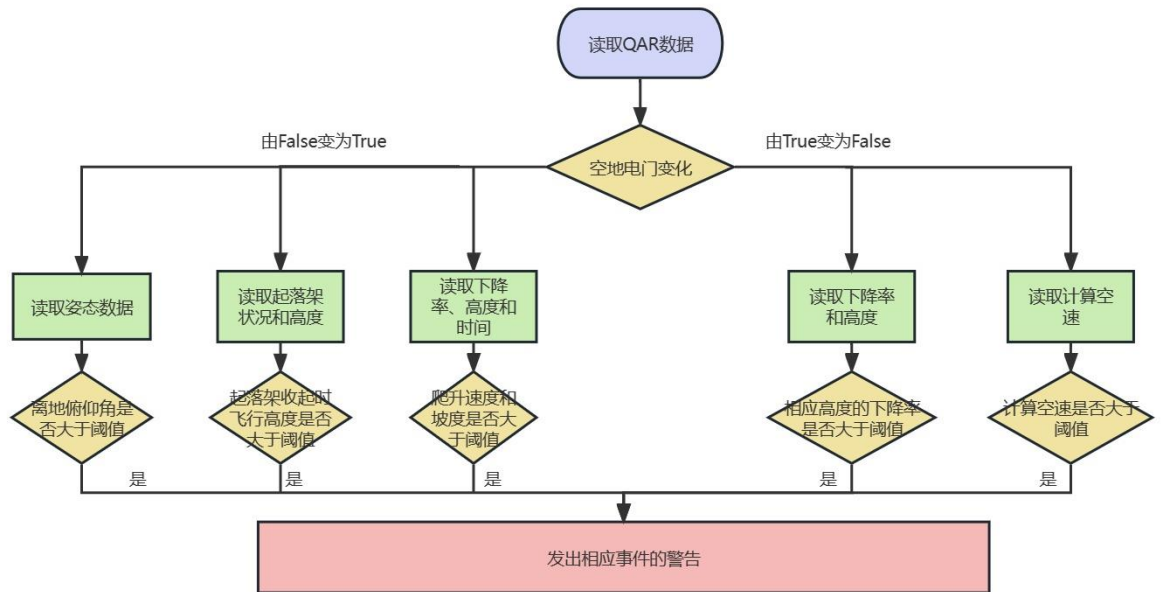 读取QAR数据
由False变为True
由True变为False
空地电门变化
读取姿态数据
读取起落架
状况和高度
读取下降
率、高度和
时间
读取下降率
和高度
读取计算空
速
离地俯仰角是
否大于阈值
起落架收起时
飞行高度是否
大于阈值
爬升速度和
坡度是否大
于阈值
相应高度的下降率
是否大于阈值
计算空速是否大于
阈值
是
是
是
是
是
发出相应事件的警告